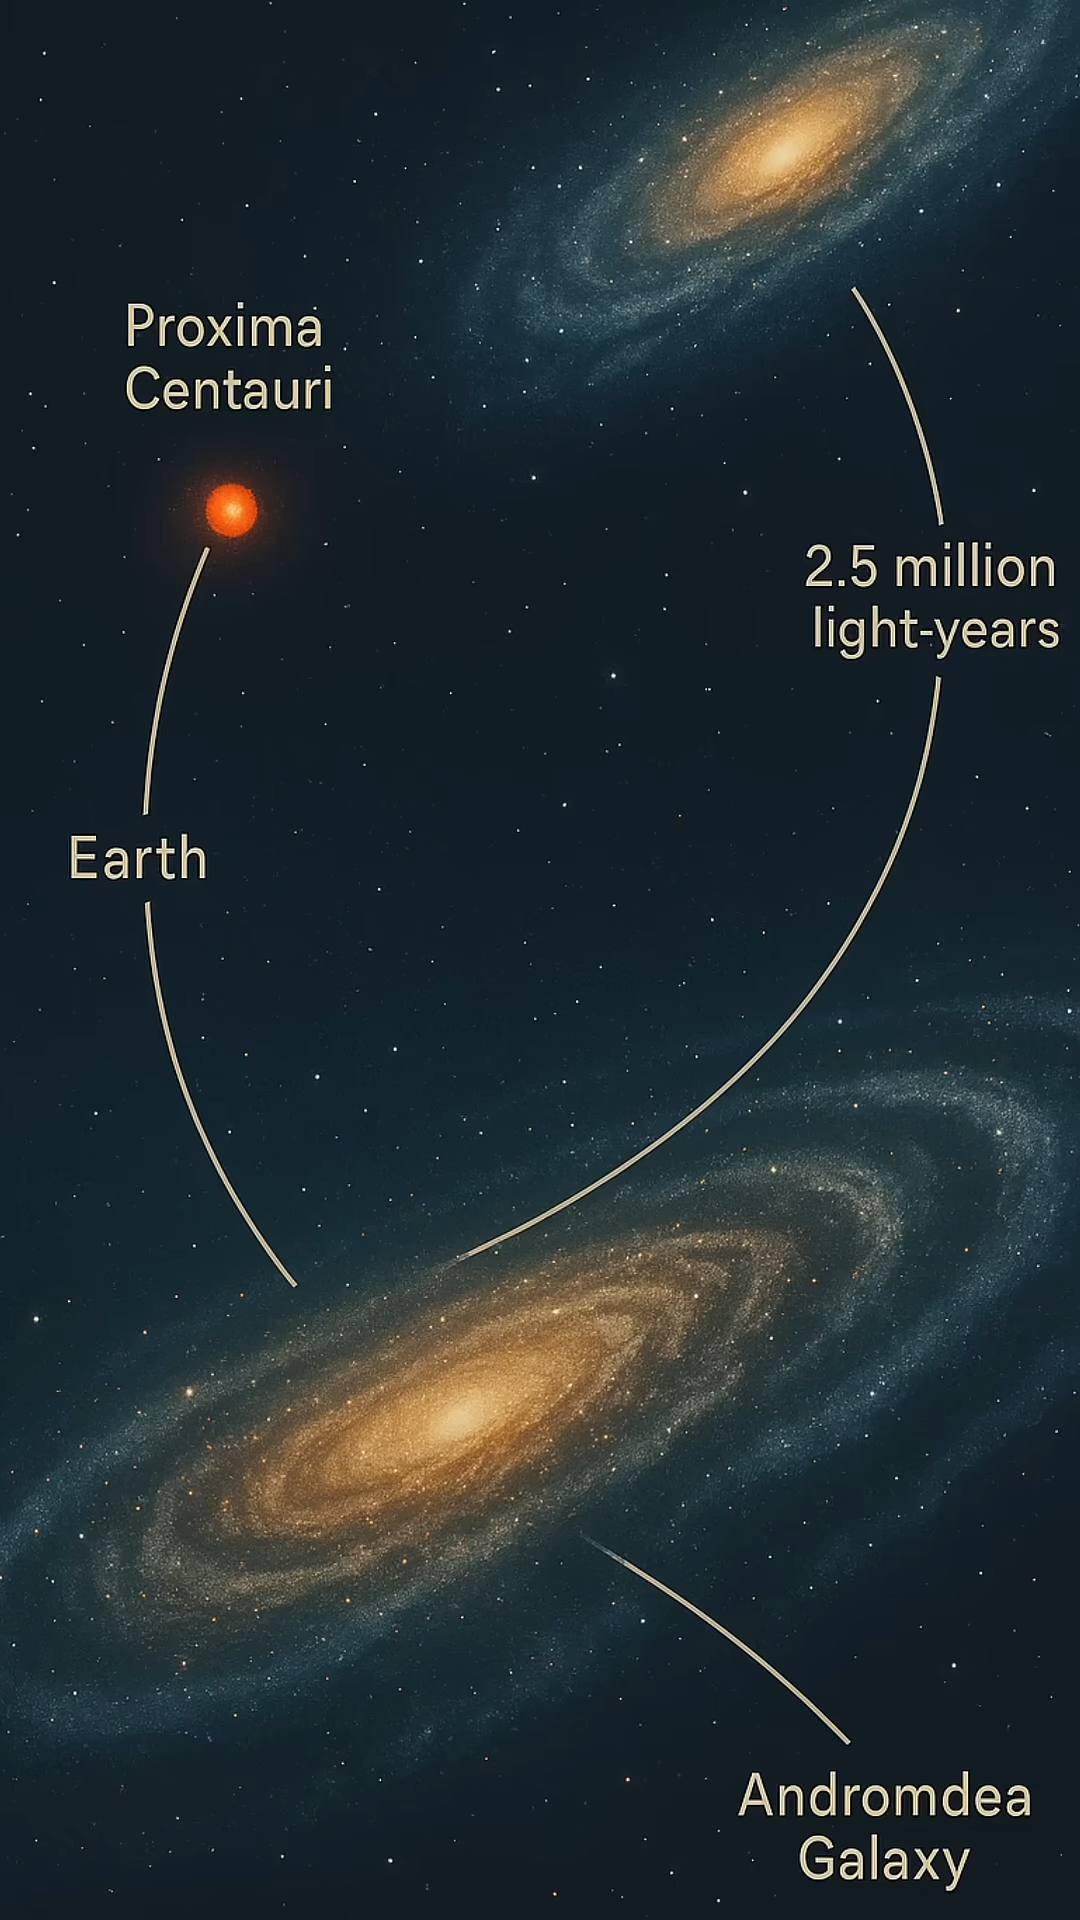 Proxima
Centauri
2.5 million
light-years
Earth
Andromdea
Galaxy